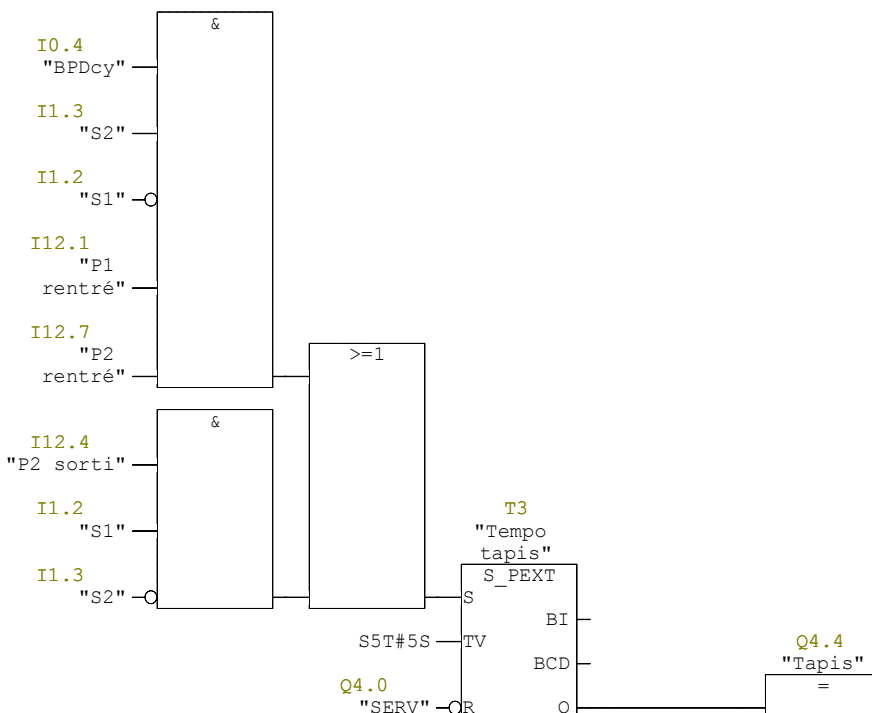 &
I0.4
"BPDcy"
I1.3
"S2"
I1.2
"S1"
I12.1
"P1
rentré"
I12.7
"P2
rentré"
>=1
&
I12.4
"P2 sorti"
I1.2
"S1"
I1.3
"S2"
T3
"Tempo
tapis"
S_PEXT
S
BI
S5T#5S
TV
BCD
Q4.4
"Tapis"
=
Q4.0
"SERV"
R
Q